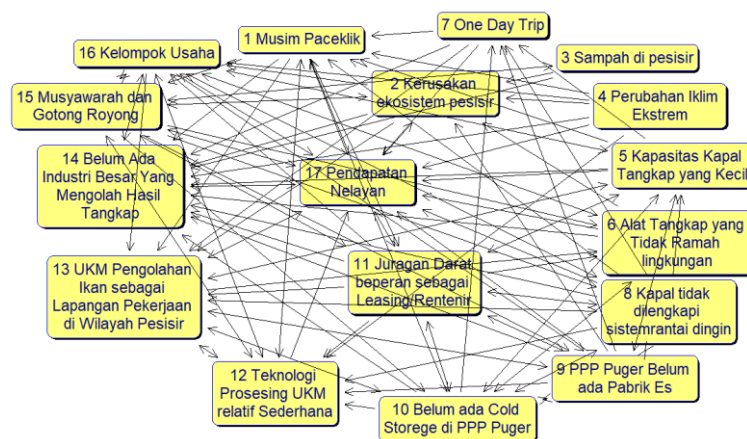 7 One Day Trip
1 Musim Paceklik
16 Kelompok Usaha
3 Sampah di pesisir
2 Kerusakan
ekosistem pesisir
15 Musyawarah dan
Gotong Royong
4 Perubahan Iklim
Ekstrem
14 Belum Ada
Industri Besar Yang
Mengolah Hasil
Tangkap
17 Pendapatan
Nelayan
5 Kapasitas Kapal
Tangkap yang Kecil
6 Alat Tangkap yang
Tidak Ramah
lingkungan
13 UKM Pengolahan
Ikan sebagai
Lapangan Pekerjaan
di Wilayah Pesisir
11 Juragan Darat
beperan sebagai
Leasing/Rentenir
8 Kapal tidak
dilengkapi
sistemrantai dingin
12 Teknologi
Prosesing UKM
relatif Sederhana
9 PPP Puger Belum
ada Pabrik Es
10 Belum ada Cold
Storege di PPP Puger